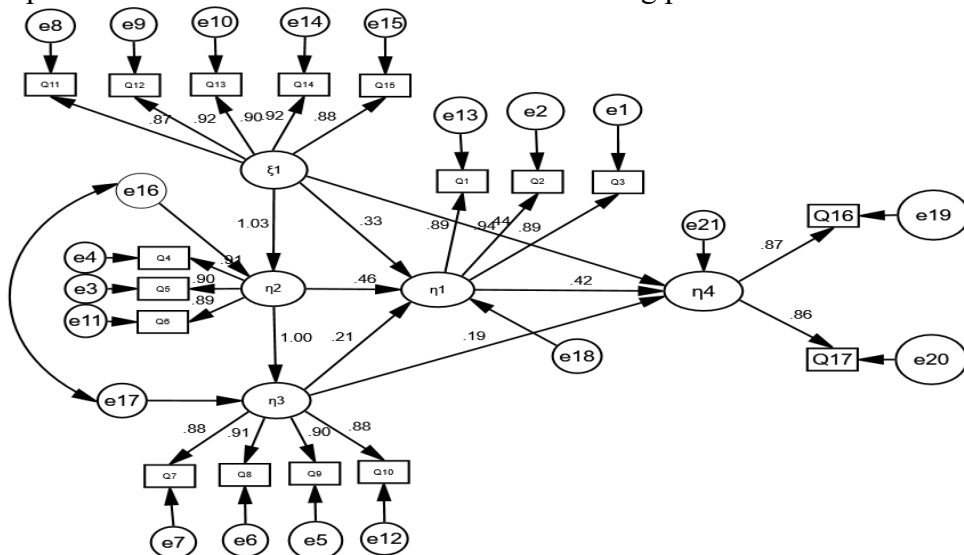 e8 e9 e10 e14 e15
Q11 Q12 Q13 Q14 Q15
.87 .92 .90 .92 .88
e13 e2 e1
ξ1
Q1 Q2 Q3
e16
1.03 .33 .89 .94 .44 .89
e21
Q16 e19
.87
e4 Q4 .91
e3 Q5 .90
η2 .46 η1 .42 η4
e11 Q6 .89
1.00 .21 .19 .86
e18
Q17 e20
e17 η3
.88 .91 .90 .88
Q7 Q8 Q9 Q10
e7 e6 e5 e12